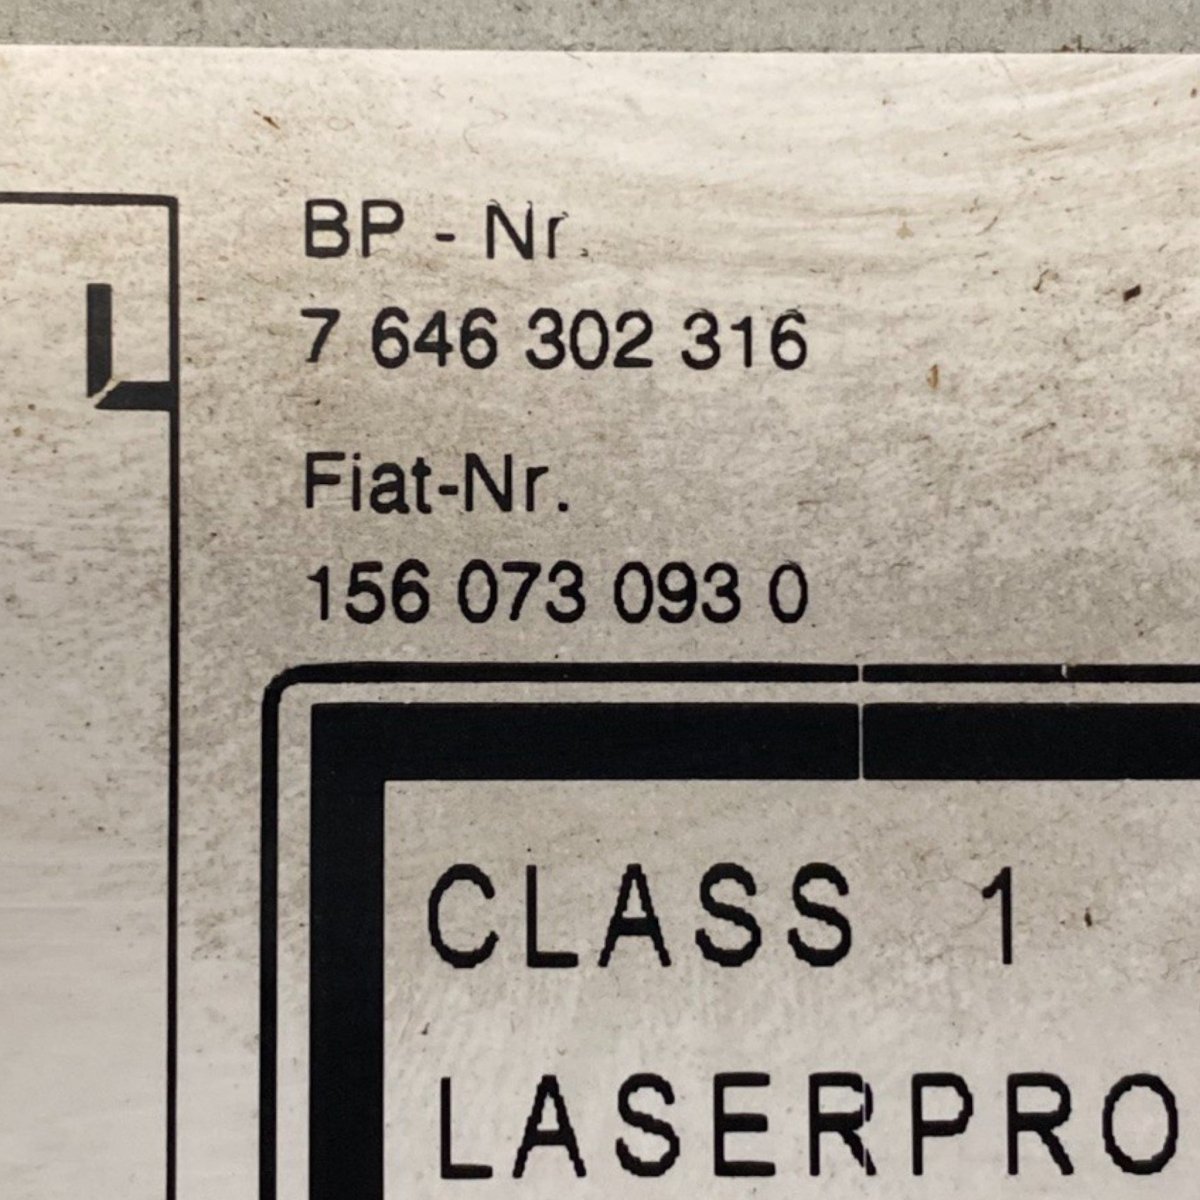 BP - Nr.
7 646 302 316
Fiat-Nr.
156 073 093 0
CLASS 1
LASERPRO